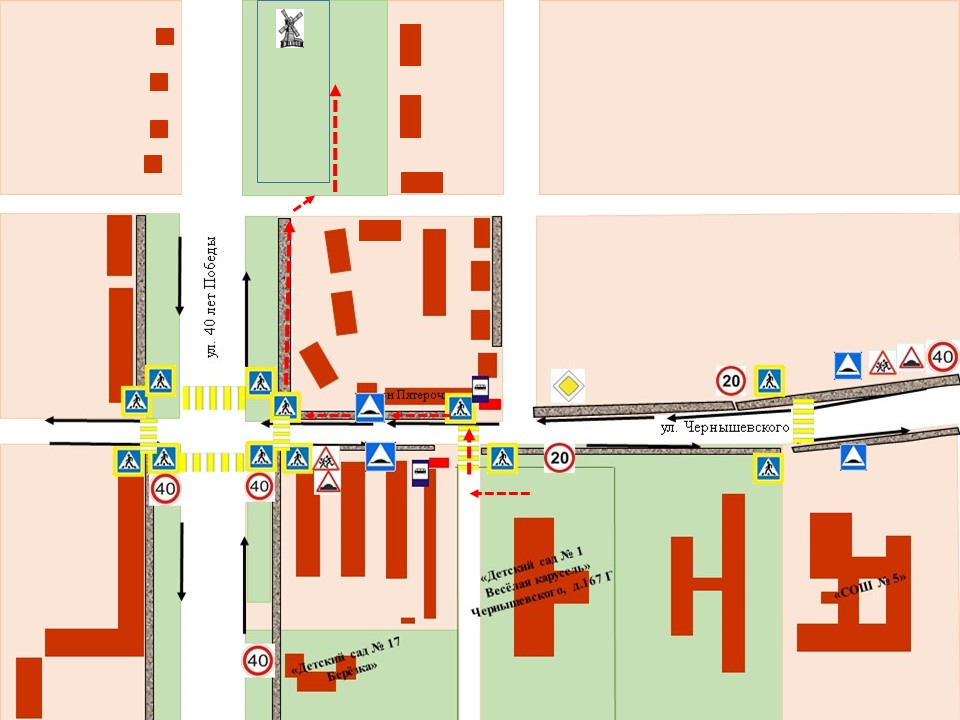 ул. 40 лет Победы
н Пятероч
40
20
ул. Чернышевского
20
40
40
«Детский сад № 1
Весёлая карусель»
Чернышевского, д.167 Г
«СОШ № 5»
40
«Детский сад № 17
Берёзка»